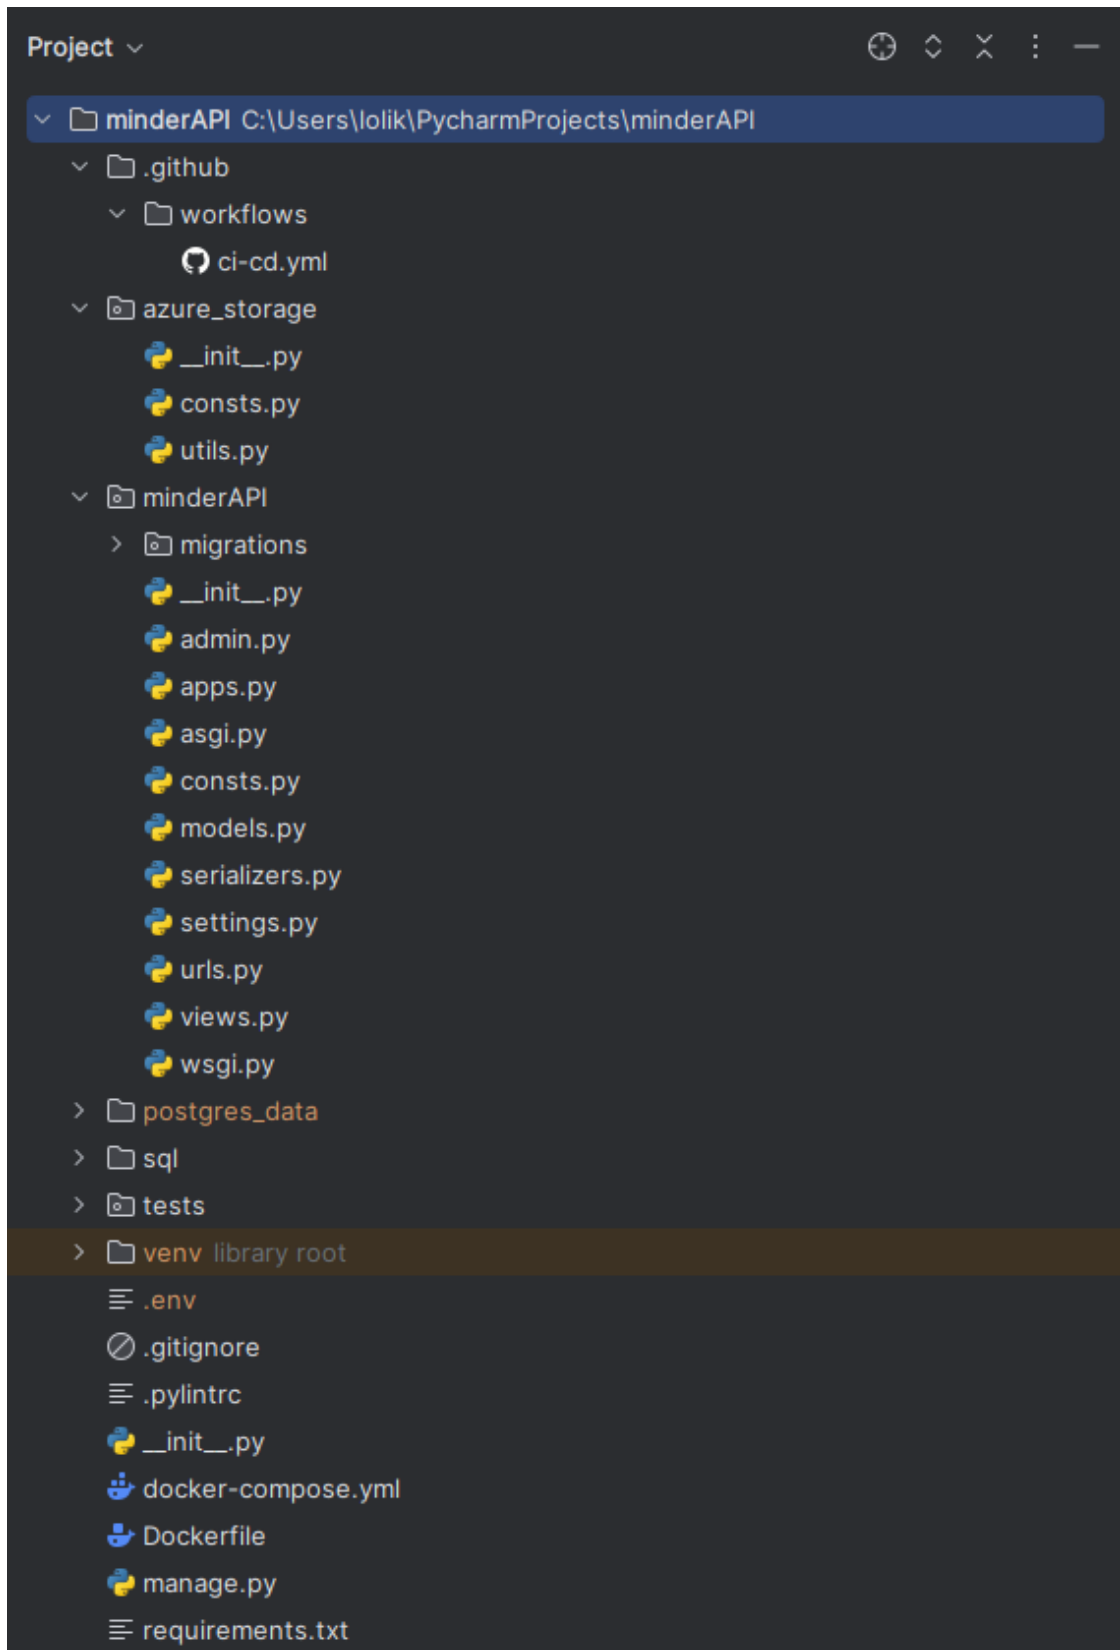 Project
minderAPI C:\Users\lolik\PycharmProjects\minderAPI
.github
workflows
ci-cd.yml
azure_storage
__init__.py
consts.py
utils.py
minderAPI
migrations
__init__.py
admin.py
apps.py
asgi.py
consts.py
models.py
serializers.py
settings.py
urls.py
views.py
wsgi.py
postgres_data
sql
tests
venv library root
.env
.gitignore
.pylintrc
__init__.py
docker-compose.yml
Dockerfile
manage.py
requirements.txt